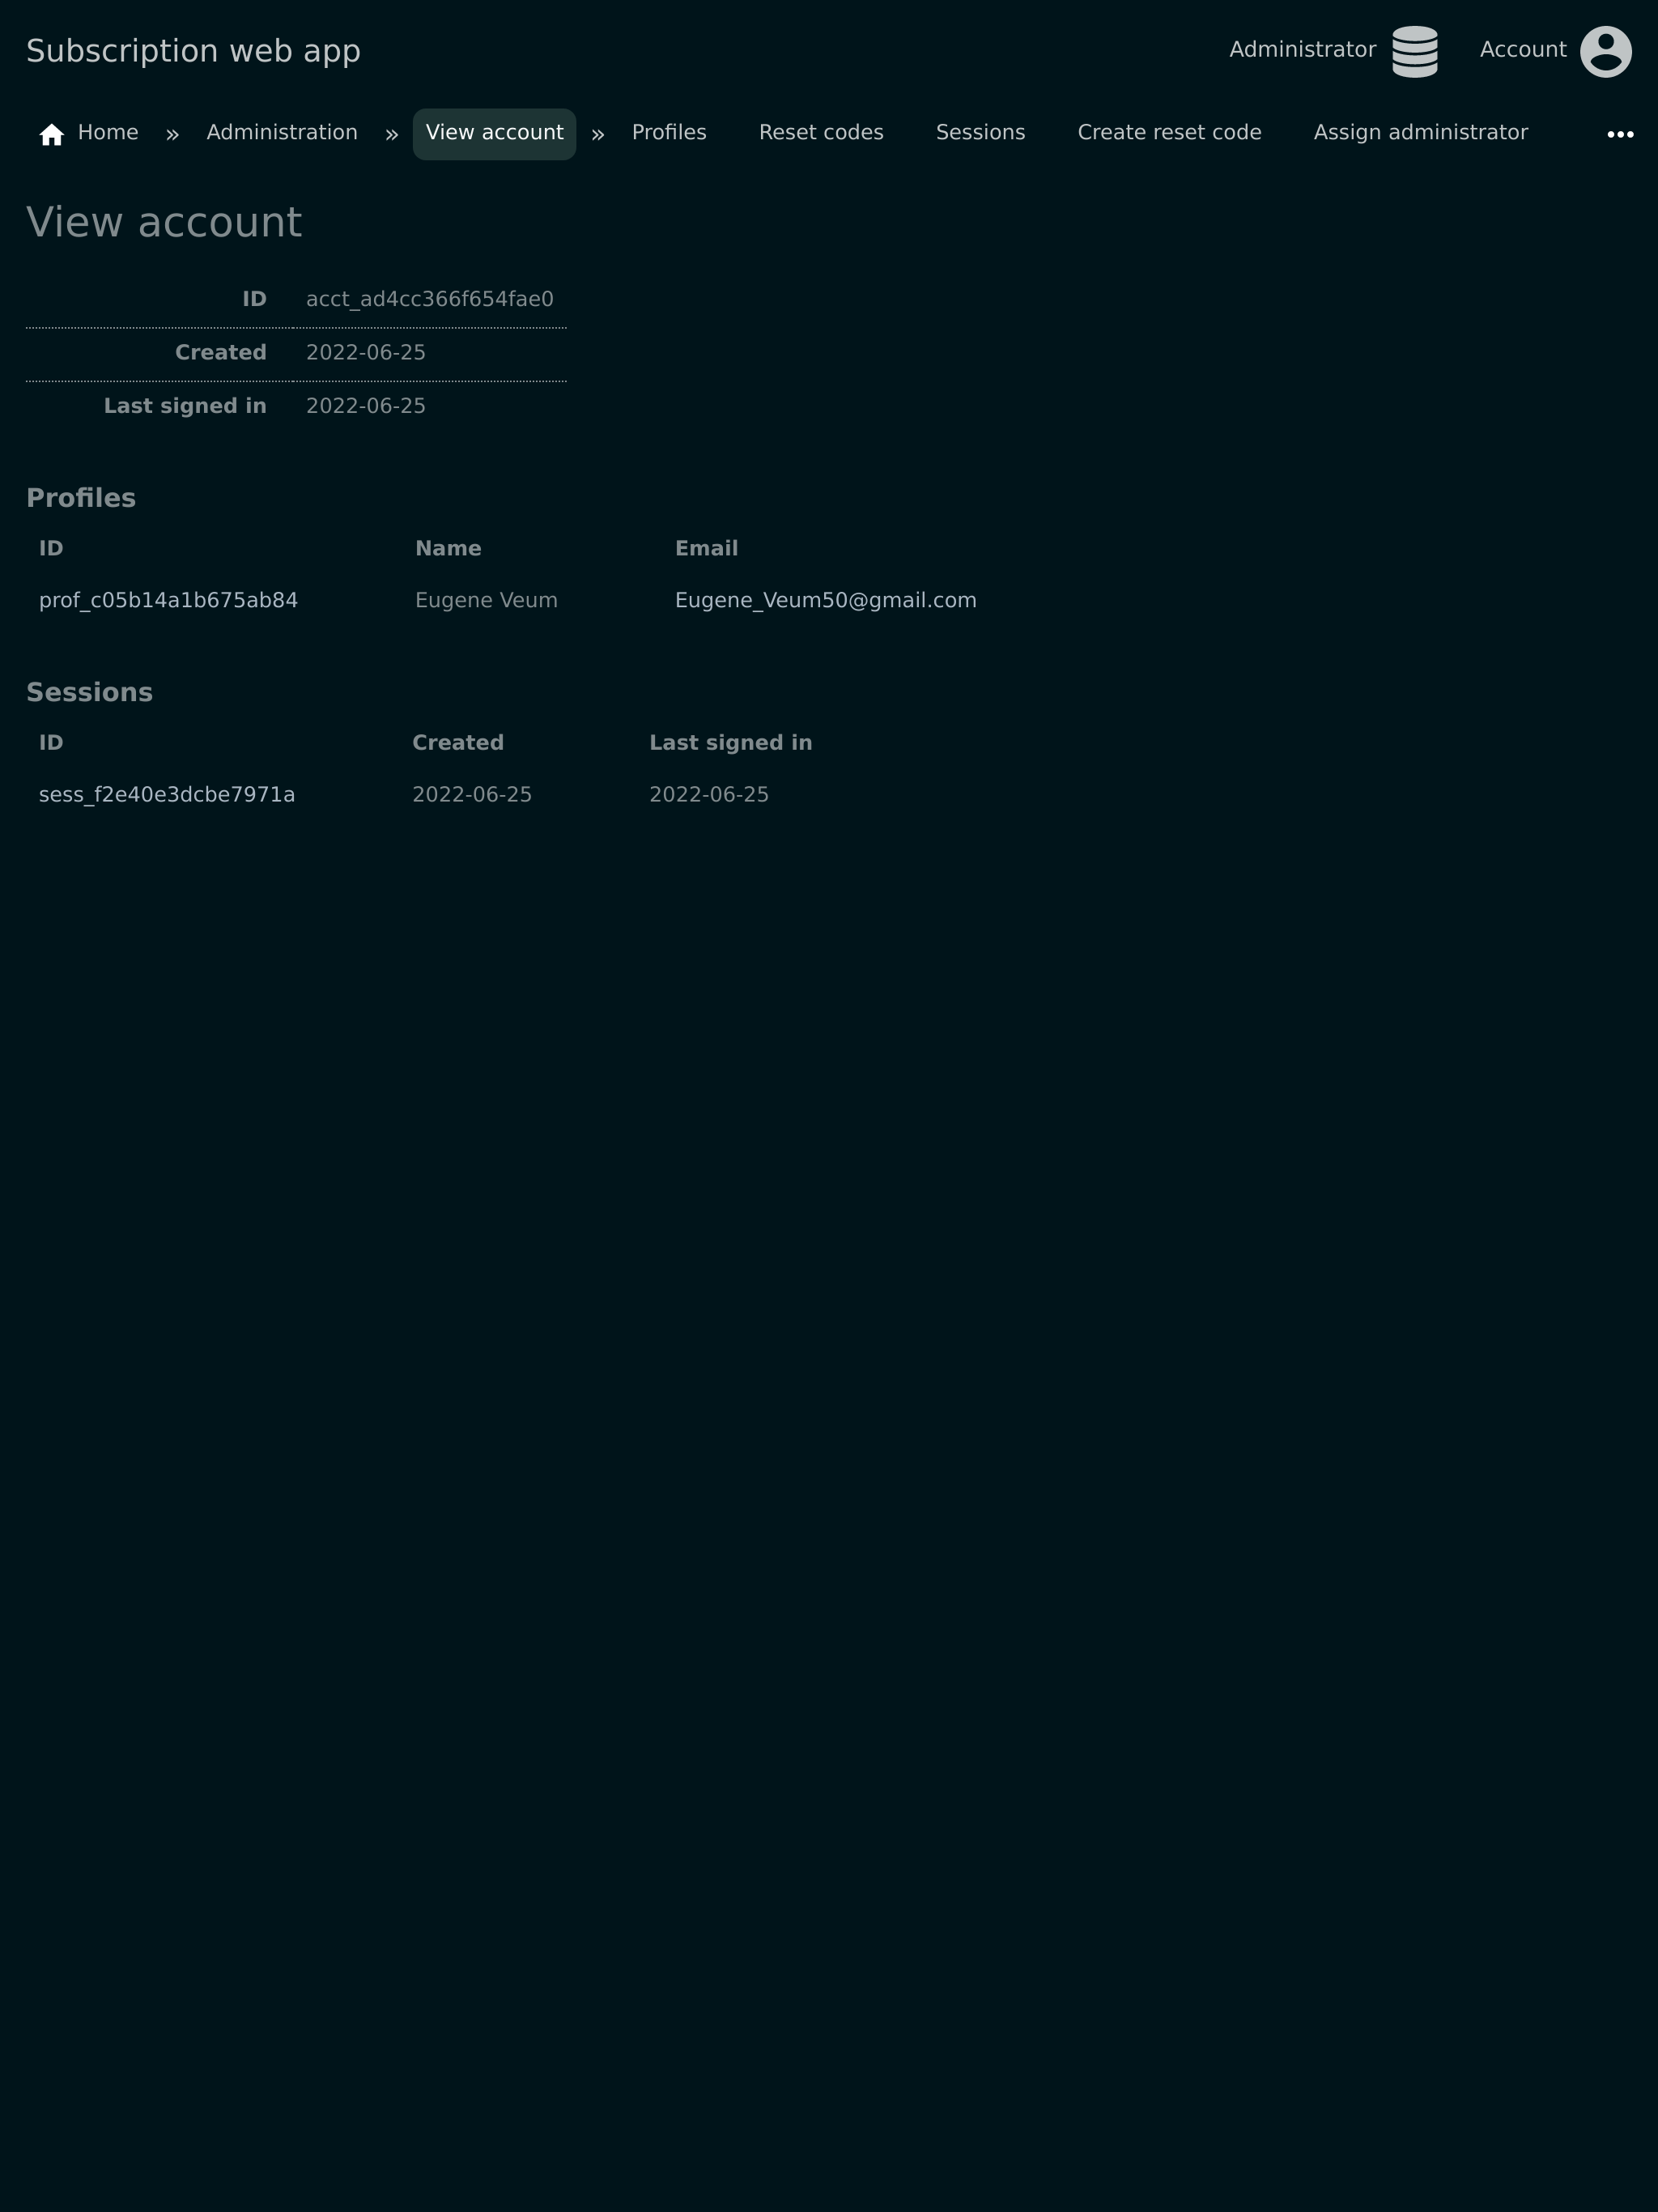 Subscription web app
Administrator
Account
Home » Administration » View account » Profiles Reset codes Sessions Create reset code Assign administrator •••
View account
ID acct_ad4cc366f654fae0
Created 2022-06-25
Last signed in 2022-06-25
Profiles
ID Name Email
prof_c05b14a1b675ab84 Eugene Veum Eugene_Veum50@gmail.com
Sessions
ID Created Last signed in
sess_f2e40e3dcbe7971a 2022-06-25 2022-06-25